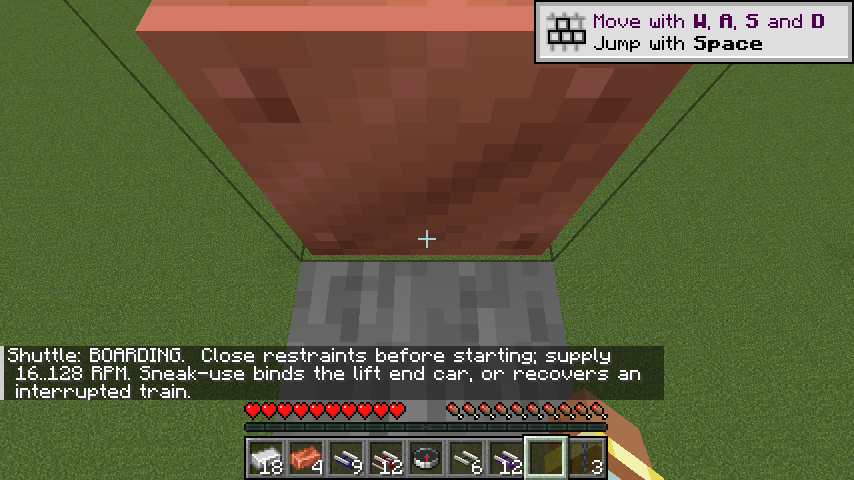 Move with W, A, S and D
Jump with Space
Shuttle: BOARDING.  Close restraints before starting; supply
16..128 RPM. Sneak-use binds the lift end car, or recovers an
interrupted train.
18 4 9 12 6 12 3